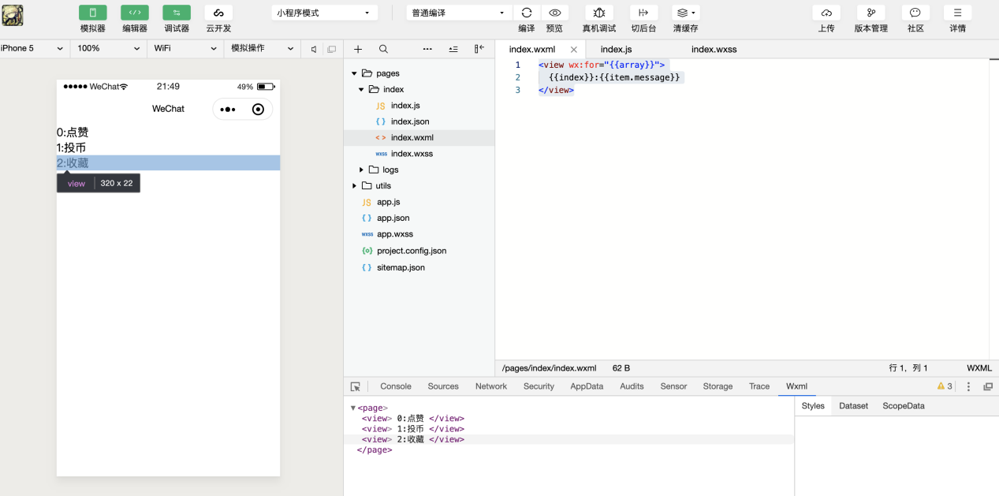 小程序模式 普通编译
模拟器 编辑器 调试器 云开发 编译 预览 真机调试 切后台 清缓存 上传 版本管理 社区 详情
iPhone 5 100% WiFi 模拟操作
WeChat 21:49 49%
WeChat
0:点赞
1:投币
2:收藏
view 320 x 22
pages
index
JS index.js
{ } index.json
< > index.wxml
wxss index.wxss
logs
utils
JS app.js
{ } app.json
wxss app.wxss
{o} project.config.json
{ } sitemap.json
index.wxml index.js index.wxss
1 <view wx:for="{{array}}">
2 {{index}}:{{item.message}}
3 </view>
/pages/index/index.wxml 62 B 行 1，列 1 WXML
Console Sources Network Security AppData Audits Sensor Storage Trace Wxml 3
<page>
<view> 0:点赞 </view>
<view> 1:投币 </view>
<view> 2:收藏 </view>
</page>
Styles Dataset ScopeData